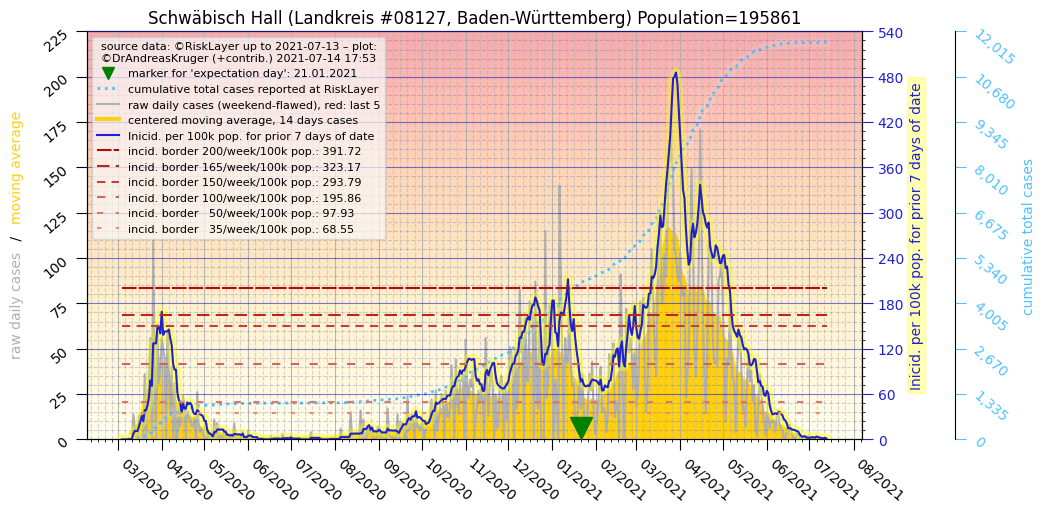 Schwäbisch Hall (Landkreis #08127, Baden-Württemberg) Population=195861
source data: ©RiskLayer up to 2021-07-13 – plot:
©DrAndreasKruger (+contrib.) 2021-07-14 17:53
marker for 'expectation day': 21.01.2021
cumulative total cases reported at RiskLayer
raw daily cases (weekend-flawed), red: last 5
centered moving average, 14 days cases
Inicid. per 100k pop. for prior 7 days of date
incid. border 200/week/100k pop.: 391.72
incid. border 165/week/100k pop.: 323.17
incid. border 150/week/100k pop.: 293.79
incid. border 100/week/100k pop.: 195.86
incid. border 50/week/100k pop.: 97.93
incid. border 35/week/100k pop.: 68.55
raw daily cases / moving average
225
200
175
150
125
100
75
50
25
0
03/2020
04/2020
05/2020
06/2020
07/2020
08/2020
09/2020
10/2020
11/2020
12/2020
01/2021
02/2021
03/2021
04/2021
05/2021
06/2021
07/2021
08/2021
540
480
420
360
300
240
180
120
60
0
Inicid. per 100k pop. for prior 7 days of date
12,015
10,680
9,345
8,010
6,675
5,340
4,005
2,670
1,335
0
cumulative total cases